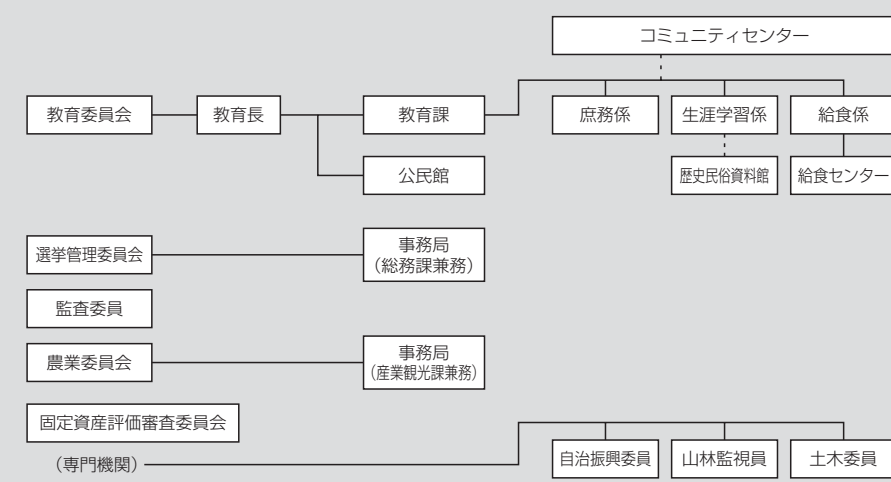 コミュニティセンター
教育委員会 教育長 教育課 庶務係 生涯学習係 給食係
公民館 歴史民俗資料館 給食センター
選挙管理委員会 事務局
（総務課兼務）
監査委員
農業委員会 事務局
（産業観光課兼務）
固定資産評価審査委員会
（専門機関） 自治振興委員 山林監視員 土木委員